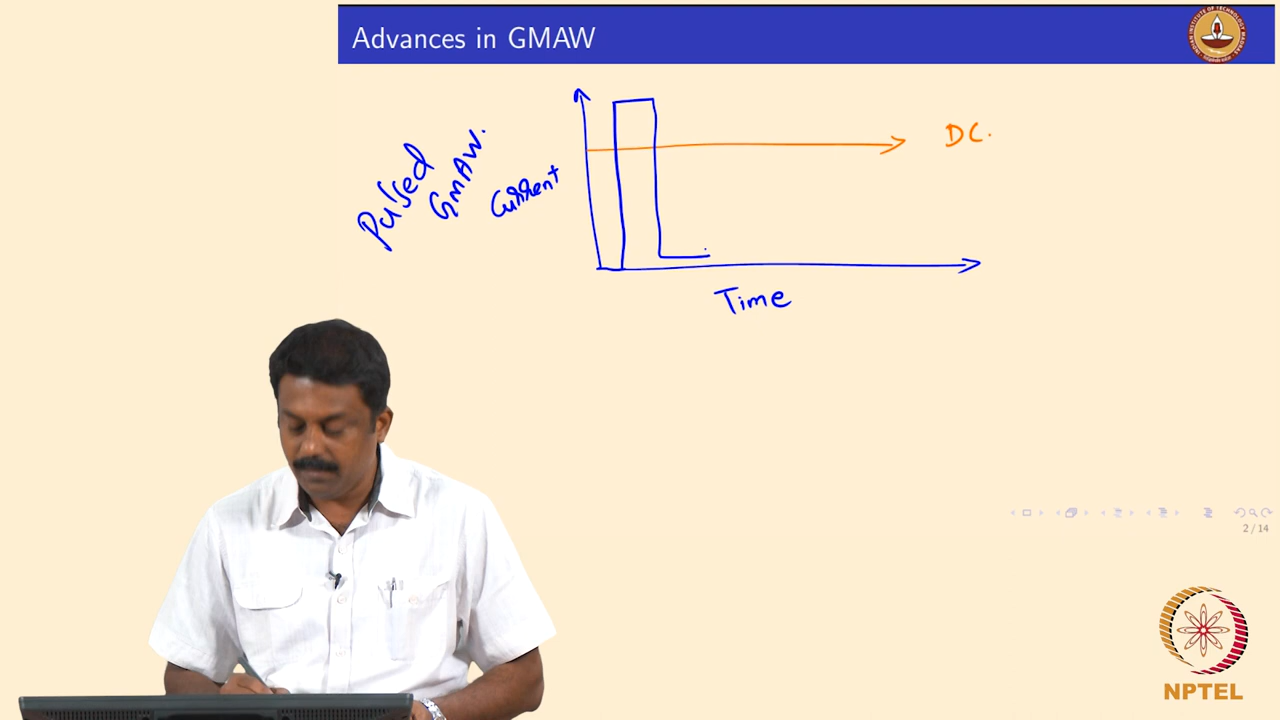 Advances in GMAW
Pulsed
GMAW.
Current
DC.
Time
2 / 14
NPTEL